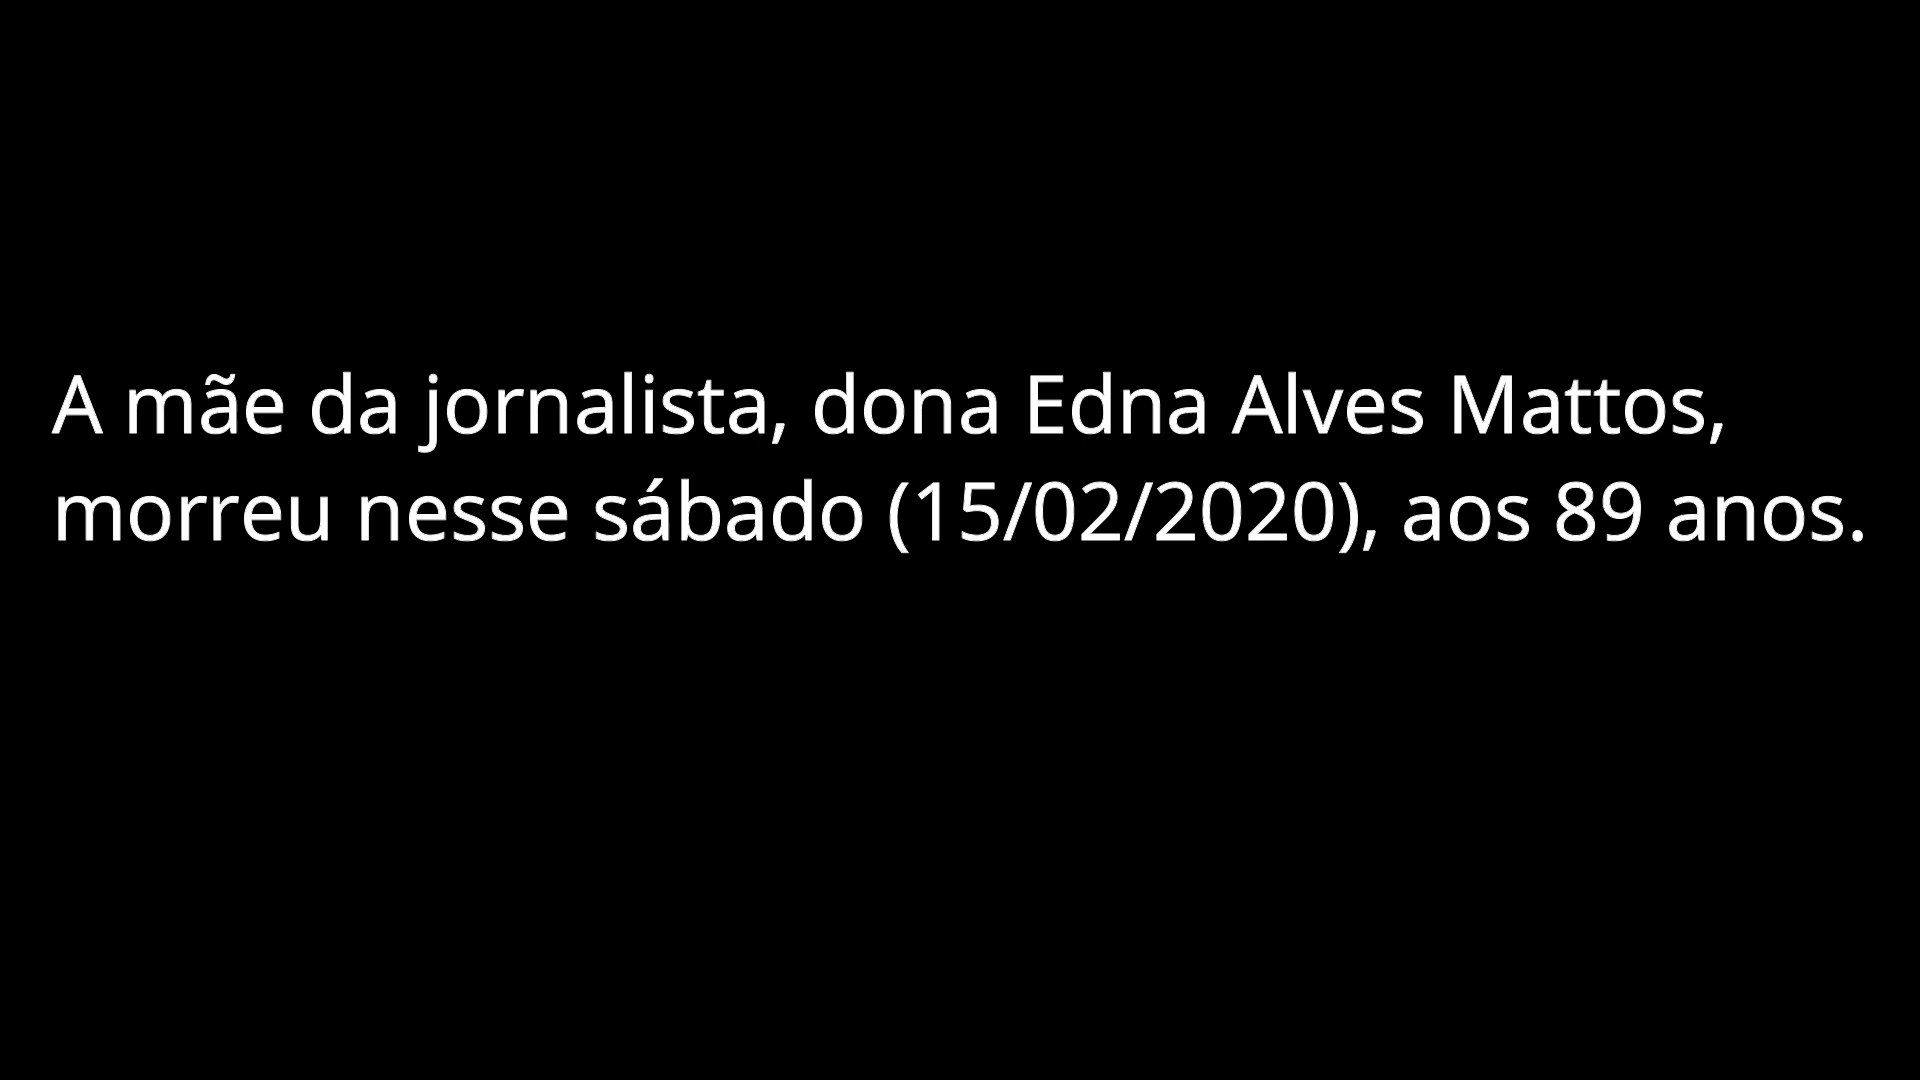 A mãe da jornalista, dona Edna Alves Mattos,
morreu nesse sábado (15/02/2020), aos 89 anos.